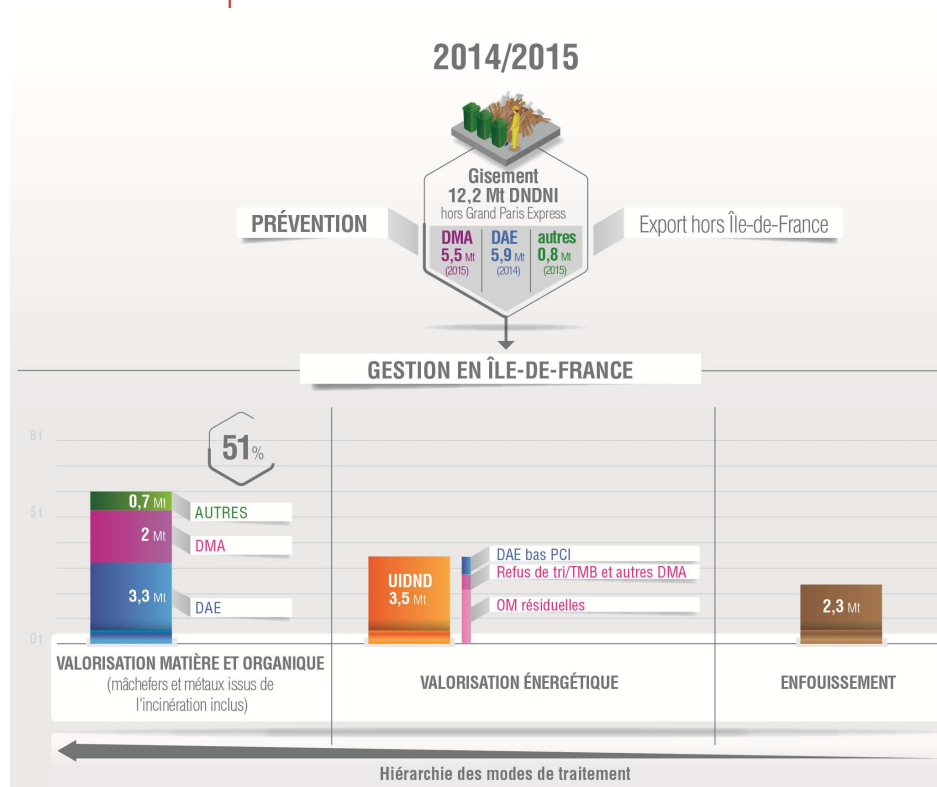 2014/2015
Gisement
12,2 Mt DNDNI
hors Grand Paris Express
PRÉVENTION
Export hors Île-de-France
DMA
5,5 Mt
(2015)
DAE
5,9 Mt
(2014)
autres
0,8 Mt
(2015)
GESTION EN ÎLE-DE-FRANCE
8t
5t
0t
51%
0,7 Mt
AUTRES
2 Mt
DMA
3,3 Mt
DAE
UIDND
3,5 Mt
DAE bas PCI
Refus de tri/TMB et autres DMA
OM résiduelles
2,3 Mt
VALORISATION MATIÈRE ET ORGANIQUE
(mâchefers et métaux issus de
l'incinération inclus)
VALORISATION ÉNERGÉTIQUE
ENFOUISSEMENT
Hiérarchie des modes de traitement